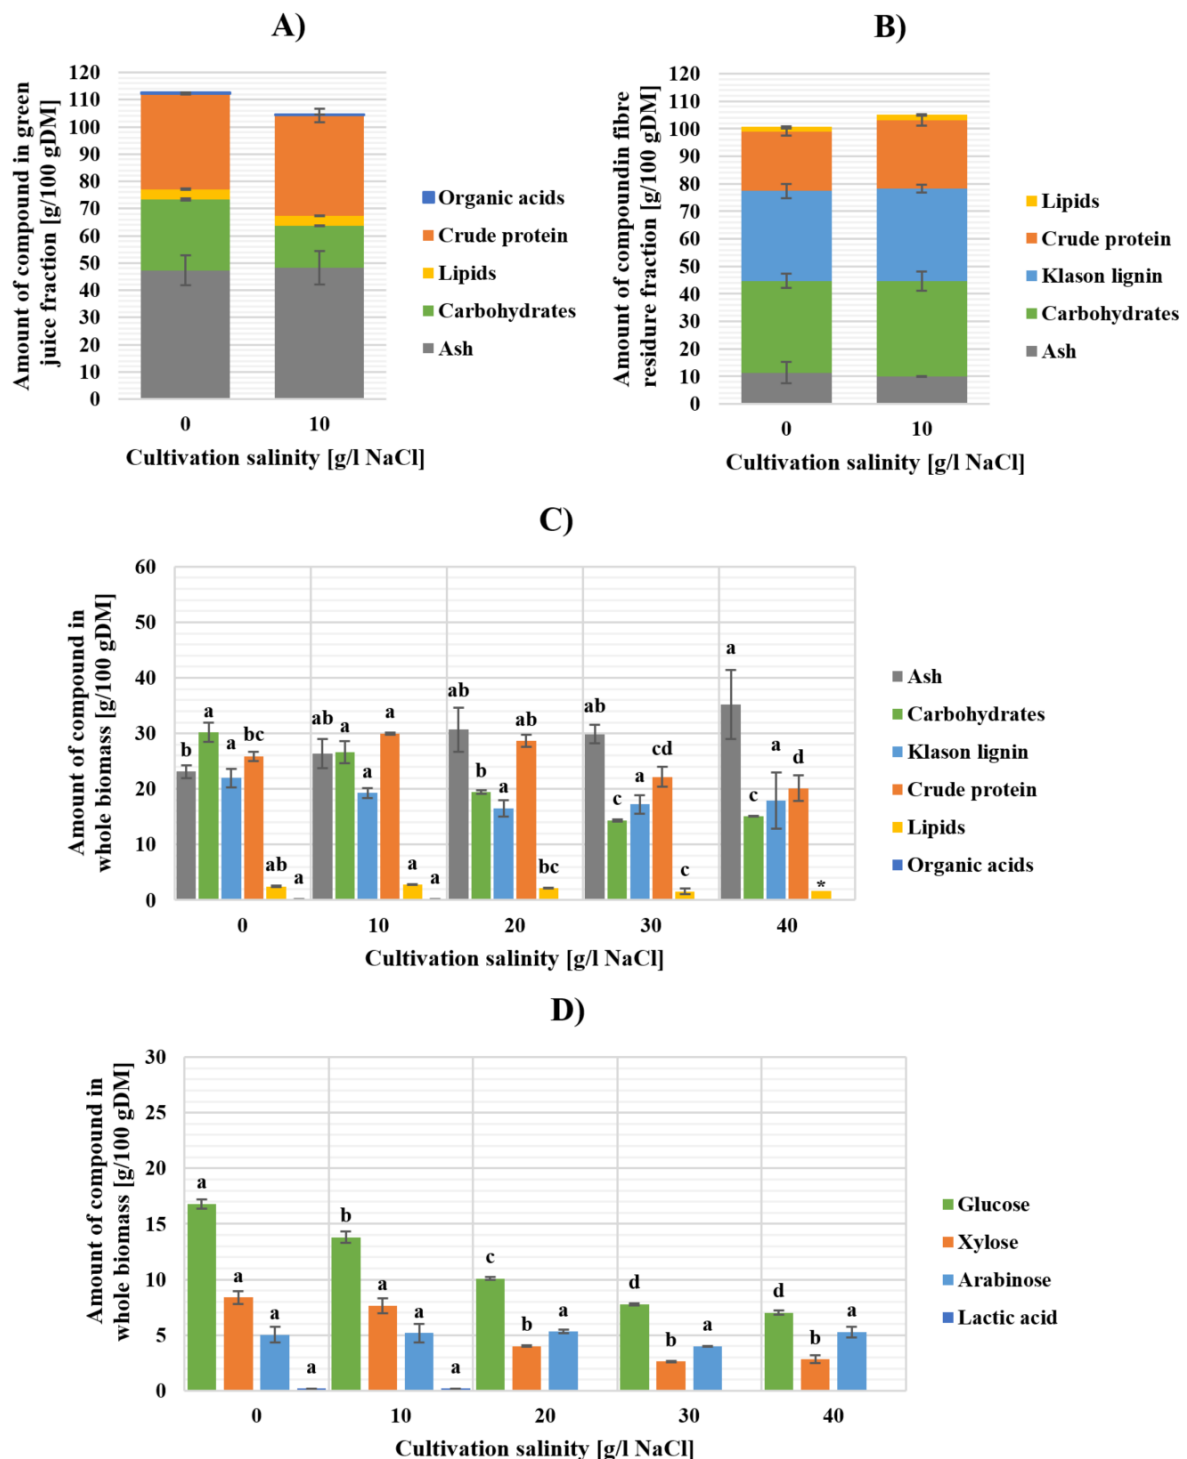 A)
Amount of compound in green
juice fraction [g/100 gDM]
120
110
100
90
80
70
60
50
40
30
20
10
0
0 10
Cultivation salinity [g/l NaCl]
Organic acids
Crude protein
Lipids
Carbohydrates
Ash
B)
Amount of compoundin fibre
residure fraction [g/100 gDM]
120
110
100
90
80
70
60
50
40
30
20
10
0
0 10
Cultivation salinity [g/l NaCl]
Lipids
Crude protein
Klason lignin
Carbohydrates
Ash
C)
Amount of compound in
whole biomass [g/100 gDM]
60
50
40
30
20
10
0
b a a bc ab a
ab a a a a a
ab b a ab bc
ab c a cd c
a c a d *
0 10 20 30 40
Cultivation salinity [g/l NaCl]
Ash
Carbohydrates
Klason lignin
Crude protein
Lipids
Organic acids
D)
Amount of compound in
whole biomass [g/100 gDM]
30
25
20
15
10
5
0
a a a a
b a a a
c b a
d b a
d b a
0 10 20 30 40
Cultivation salinity [g/l NaCl]
Glucose
Xylose
Arabinose
Lactic acid